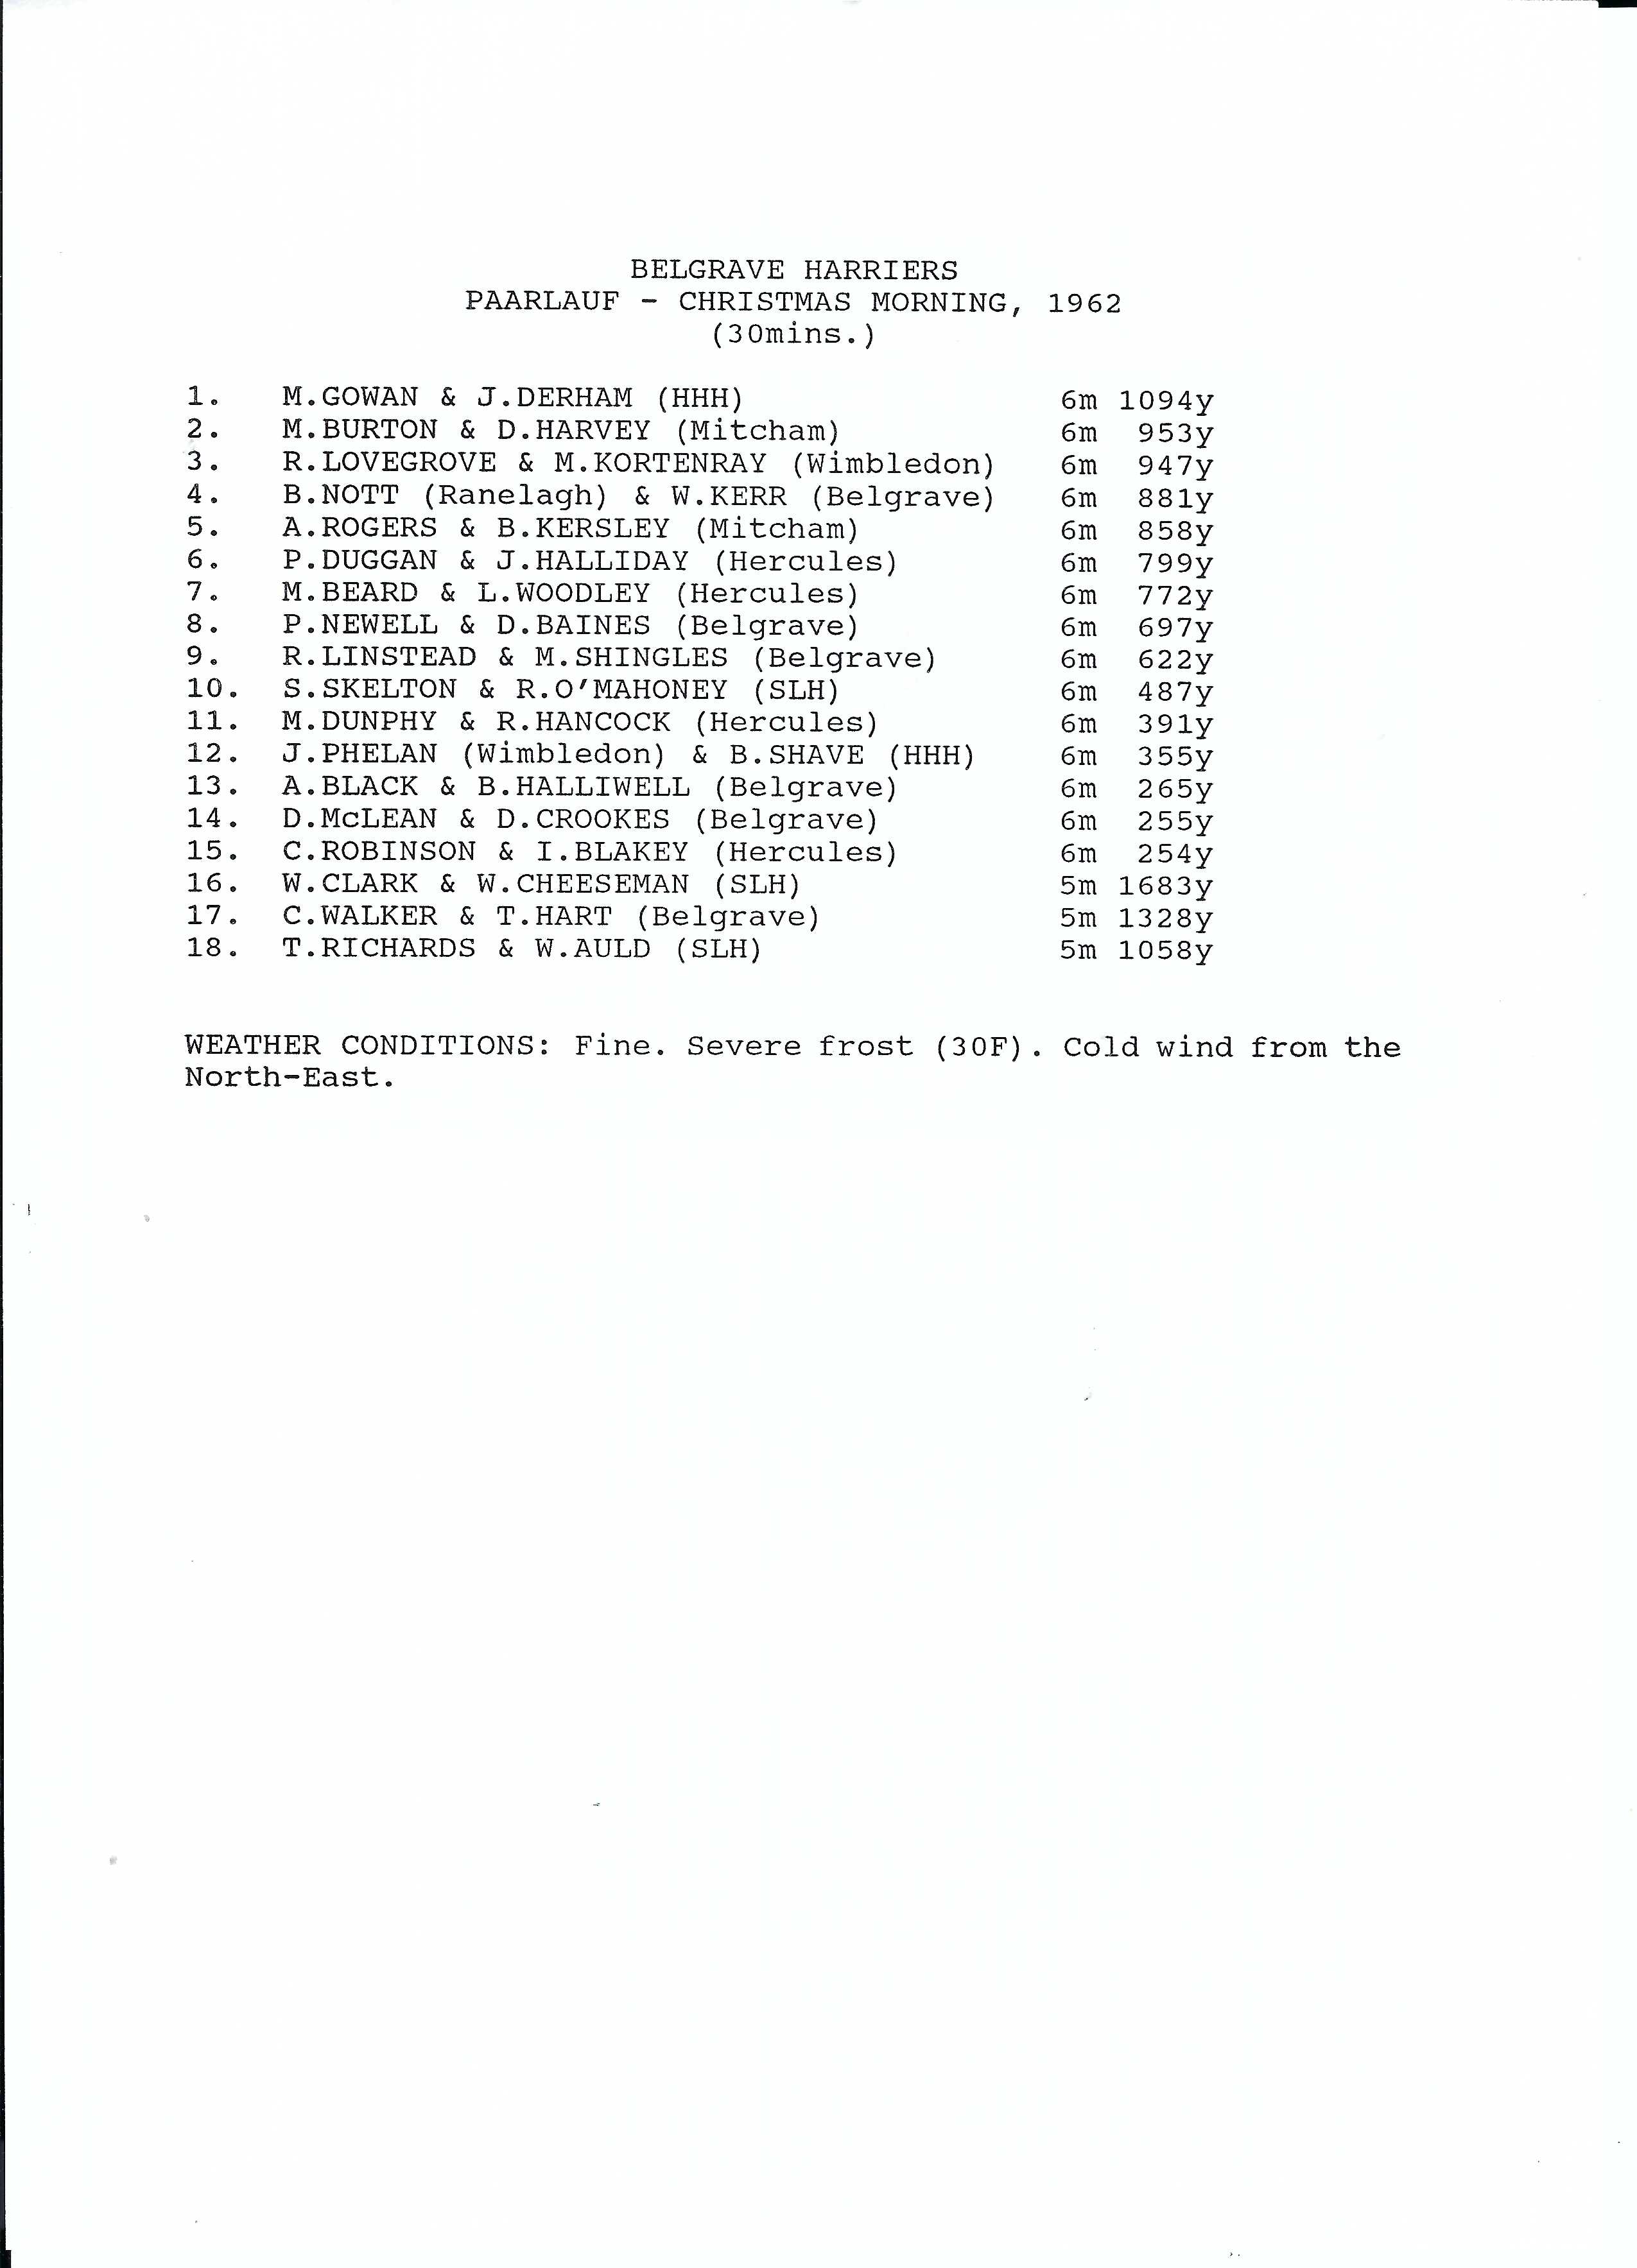 BELGRAVE HARRIERS
PAARLAUF - CHRISTMAS MORNING, 1962
(30mins.)
1. M.GOWAN & J.DERHAM (HHH) 6m 1094y
2. M.BURTON & D.HARVEY (Mitcham) 6m 953y
3. R.LOVEGROVE & M.KORTENRAY (Wimbledon) 6m 947y
4. B.NOTT (Ranelagh) & W.KERR (Belgrave) 6m 881y
5. A.ROGERS & B.KERSLEY (Mitcham) 6m 858y
6. P.DUGGAN & J.HALLIDAY (Hercules) 6m 799y
7. M.BEARD & L.WOODLEY (Hercules) 6m 772y
8. P.NEWELL & D.BAINES (Belgrave) 6m 697y
9. R.LINSTEAD & M.SHINGLES (Belgrave) 6m 622y
10. S.SKELTON & R.O'MAHONEY (SLH) 6m 487y
11. M.DUNPHY & R.HANCOCK (Hercules) 6m 391y
12. J.PHELAN (Wimbledon) & B.SHAVE (HHH) 6m 355y
13. A.BLACK & B.HALLIWELL (Belgrave) 6m 265y
14. D.McLEAN & D.CROOKES (Belgrave) 6m 255y
15. C.ROBINSON & I.BLAKEY (Hercules) 6m 254y
16. W.CLARK & W.CHEESEMAN (SLH) 5m 1683y
17. C.WALKER & T.HART (Belgrave) 5m 1328y
18. T.RICHARDS & W.AULD (SLH) 5m 1058y
WEATHER CONDITIONS: Fine. Severe frost (30F). Cold wind from the
North-East.